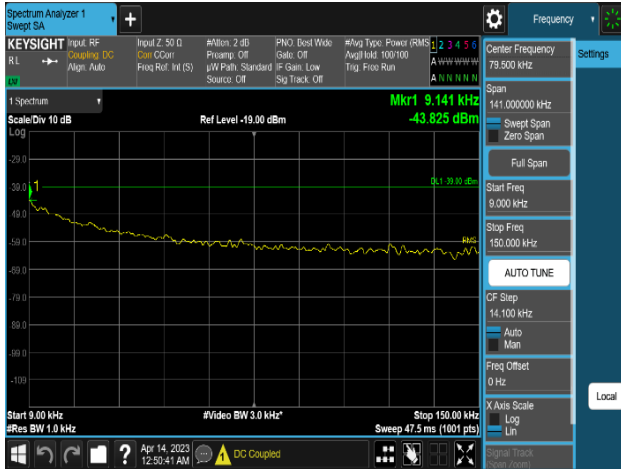 Spectrum Analyzer 1
Swept SA
+
Frequency
KEYSIGHT
Input: RF
Coupling: DC
Align: Auto
Input Z: 50 Ω
Corr CCorr
Freq Ref: Int (S)
#Atten: 2 dB
Preamp: Off
µW Path: Standard
Source: Off
PNO: Best Wide
Gate: Off
IF Gain: Low
Sig Track: Off
#Avg Type: Power (RMS
Avg|Hold: 100/100
Trig: Free Run
1 2 3 4 5 6
A W W W W W
A N N N N N
RL
1 Spectrum
Scale/Div 10 dB
Ref Level -19.00 dBm
Mkr1 9.141 kHz
-43.825 dBm
Log
-29.0
-39.0
-49.0
-59.0
-69.0
-79.0
-89.0
-99.0
-109
1
DL1 -39.00 dBm
RMS
Start 9.00 kHz
#Res BW 1.0 kHz
#Video BW 3.0 kHz*
Stop 150.00 kHz
Sweep 47.5 ms (1001 pts)
Center Frequency
79.500 kHz
Settings
Span
141.000000 kHz
Swept Span
Zero Span
Full Span
Start Freq
9.000 kHz
Stop Freq
150.000 kHz
AUTO TUNE
CF Step
14.100 kHz
Auto
Man
Freq Offset
0 Hz
X Axis Scale
Log
Lin
Local
Signal Track
(Span Zoom)
?
Apr 14, 2023
12:50:41 AM
DC Coupled